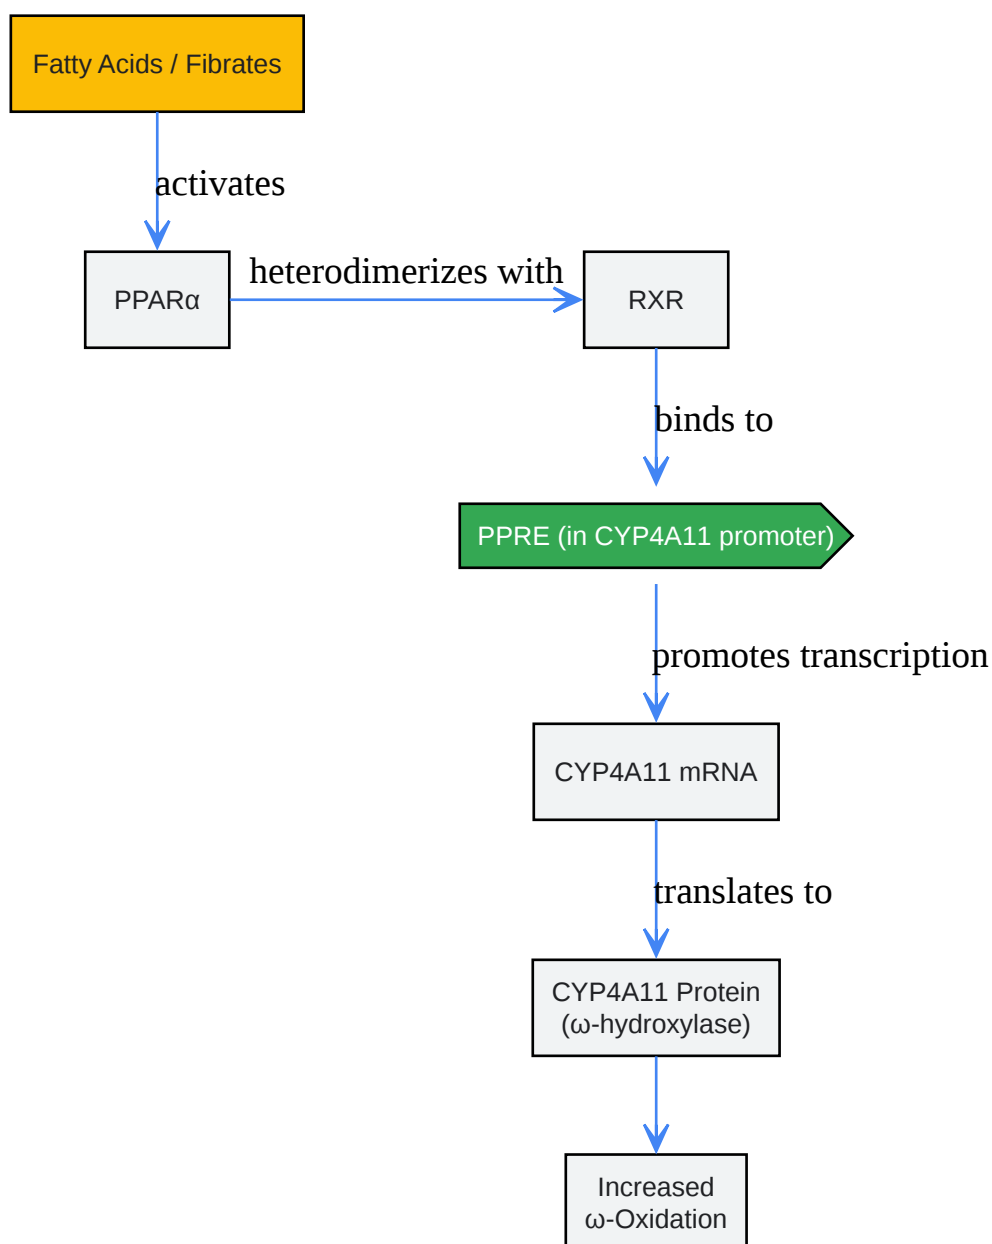 Fatty Acids / Fibrates
activates
heterodimerizes with
PPARα
RXR
binds to
PPRE (in CYP4A11 promoter)
promotes transcription
CYP4A11 mRNA
translates to
CYP4A11 Protein
(ω-hydroxylase)
Increased
ω-Oxidation